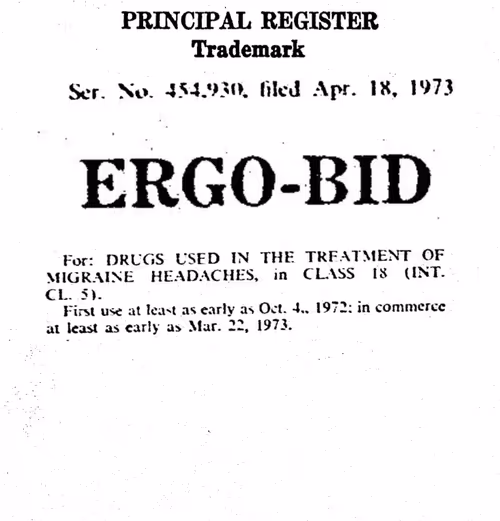 PRINCIPAL REGISTER
Trademark
Ser. No. 454,930, filed Apr. 18, 1973
ERGO-BID
For: DRUGS USED IN THE TREATMENT OF
MIGRAINE HEADACHES, in CLASS 18 (INT.
CL. 5).
First use at least as early as Oct. 4., 1972; in commerce
at least as early as Mar. 22, 1973.